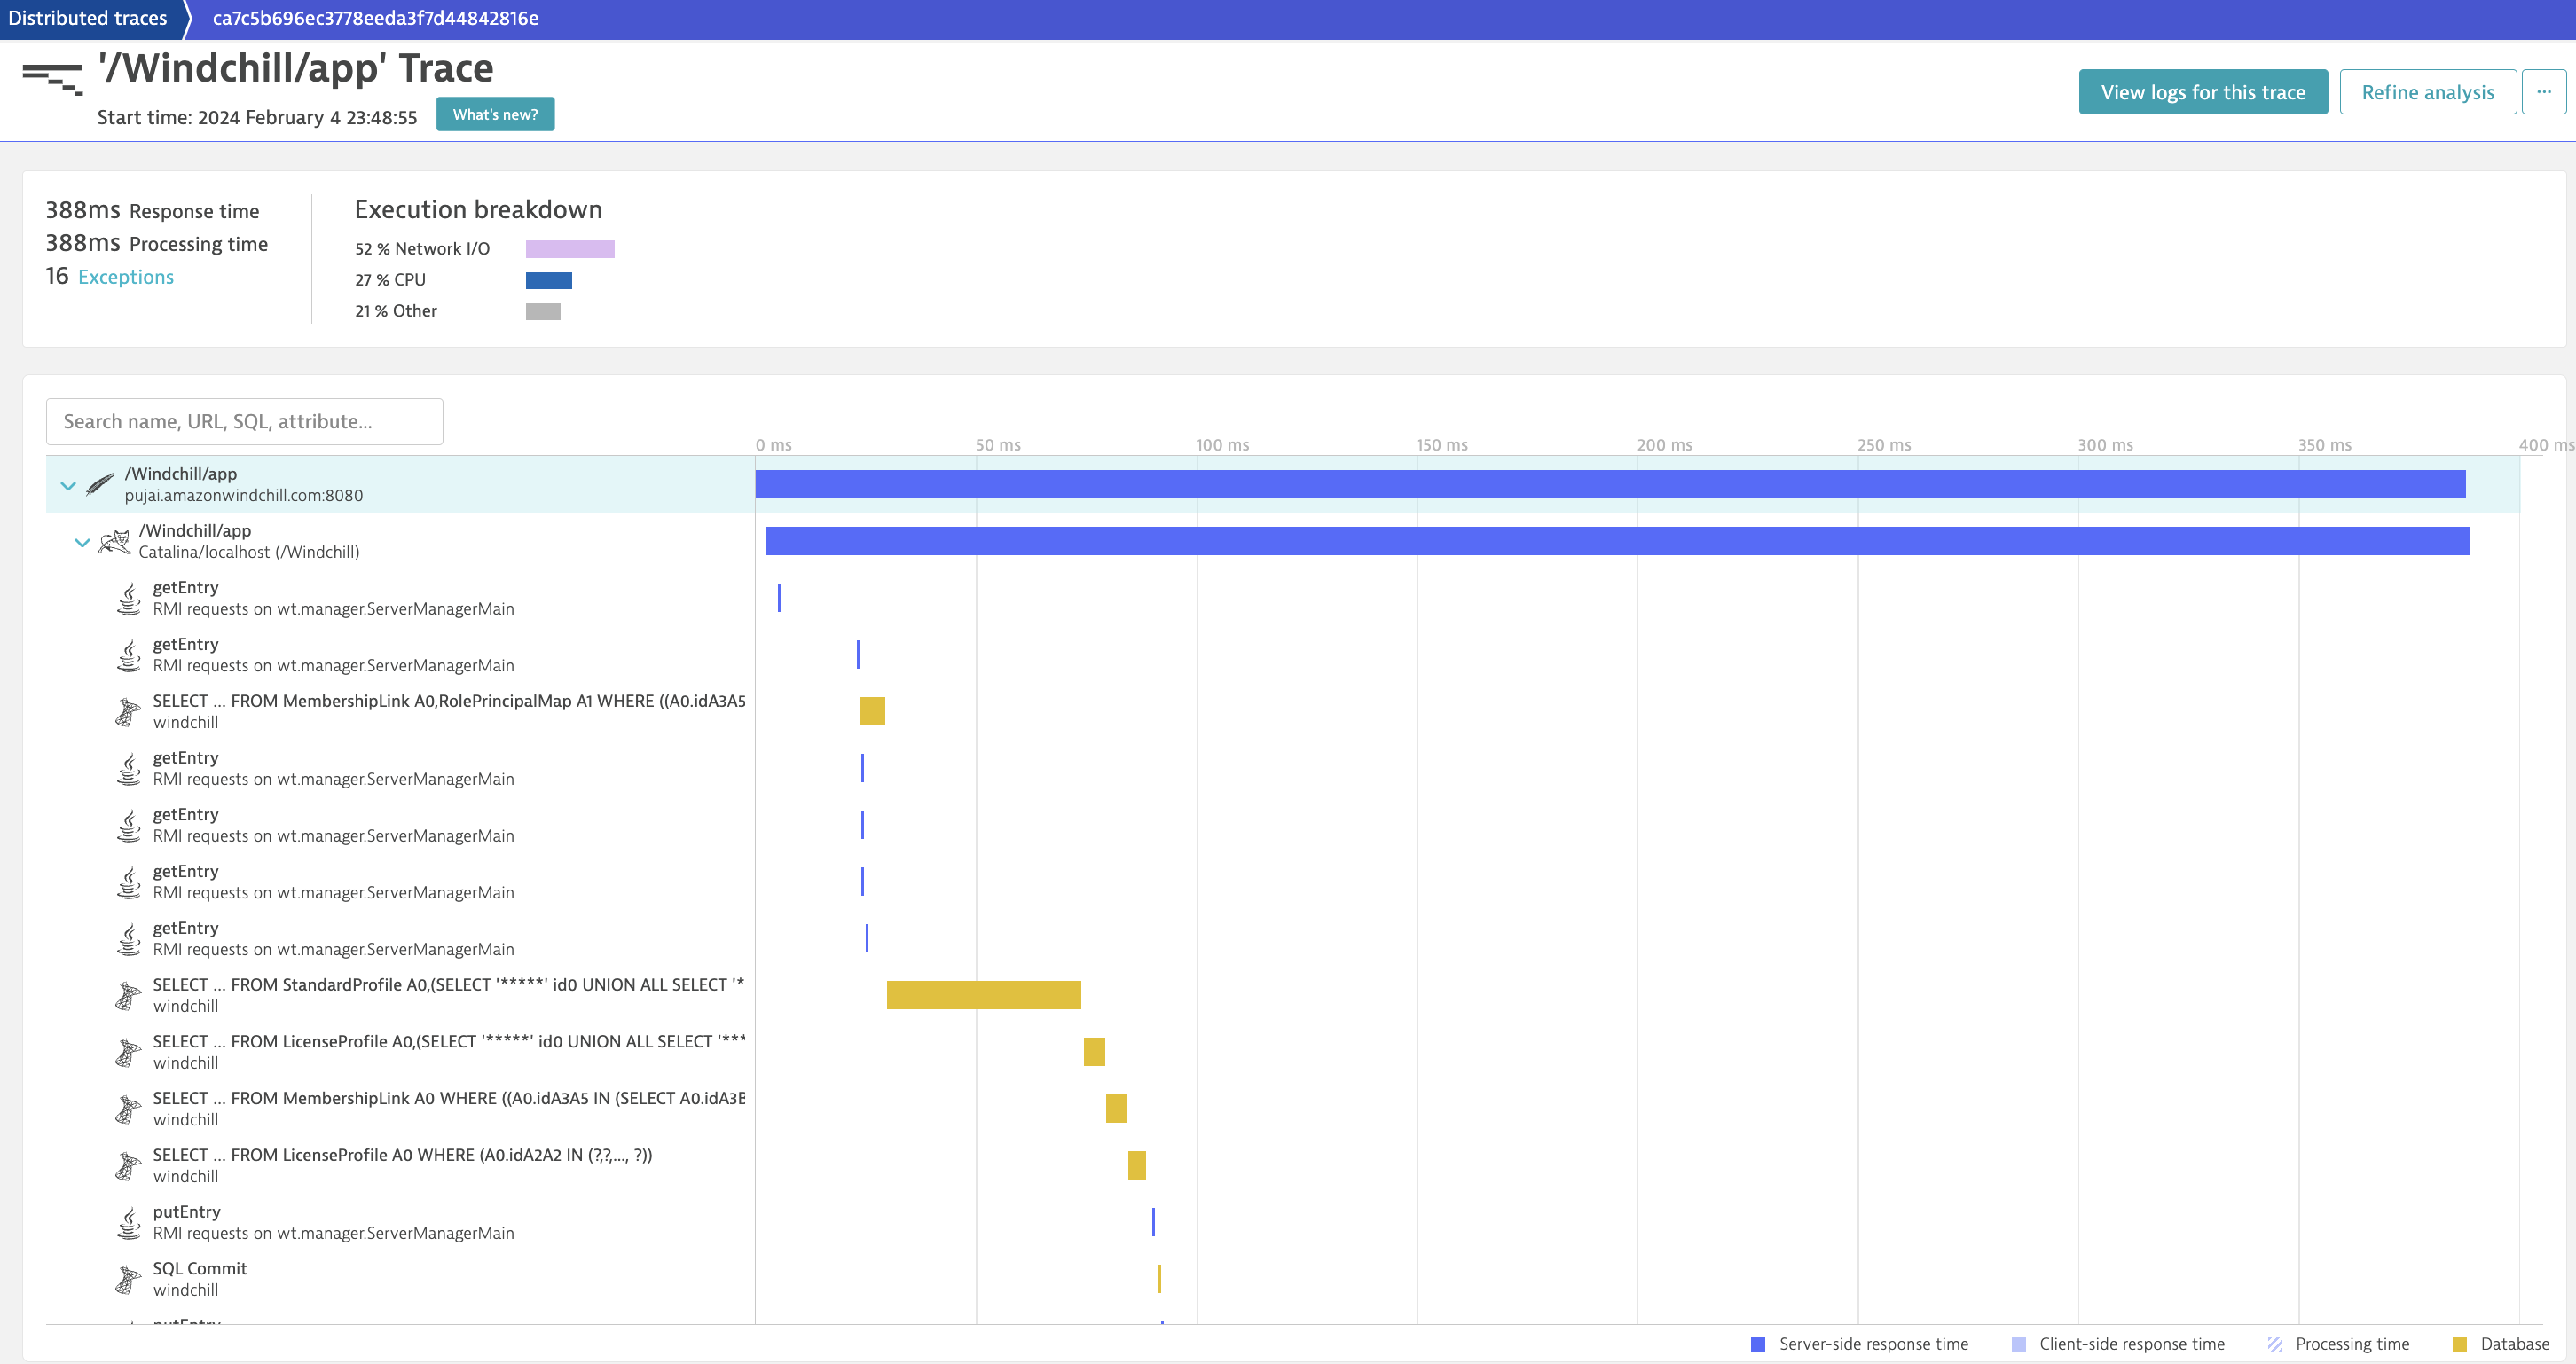 Distributed traces
ca7c5b696ec3778eeda3f7d44842816e
'/Windchill/app' Trace
Start time: 2024 February 4 23:48:55
What's new?
View logs for this trace
Refine analysis
...
388ms Response time
388ms Processing time
16 Exceptions
Execution breakdown
52 % Network I/O
27 % CPU
21 % Other
Search name, URL, SQL, attribute...
0 ms 50 ms 100 ms 150 ms 200 ms 250 ms 300 ms 350 ms 400 ms
/Windchill/app
pujai.amazonwindchill.com:8080
/Windchill/app
Catalina/localhost (/Windchill)
getEntry
RMI requests on wt.manager.ServerManagerMain
getEntry
RMI requests on wt.manager.ServerManagerMain
SELECT ... FROM MembershipLink A0,RolePrincipalMap A1 WHERE ((A0.idA3A5
windchill
getEntry
RMI requests on wt.manager.ServerManagerMain
getEntry
RMI requests on wt.manager.ServerManagerMain
getEntry
RMI requests on wt.manager.ServerManagerMain
getEntry
RMI requests on wt.manager.ServerManagerMain
SELECT ... FROM StandardProfile A0,(SELECT '*****' id0 UNION ALL SELECT '*
windchill
SELECT ... FROM LicenseProfile A0,(SELECT '*****' id0 UNION ALL SELECT '***
windchill
SELECT ... FROM MembershipLink A0 WHERE ((A0.idA3A5 IN (SELECT A0.idA3B
windchill
SELECT ... FROM LicenseProfile A0 WHERE (A0.idA2A2 IN (?,?,..., ?))
windchill
putEntry
RMI requests on wt.manager.ServerManagerMain
SQL Commit
windchill
putEntry
Server-side response time
Client-side response time
Processing time
Database